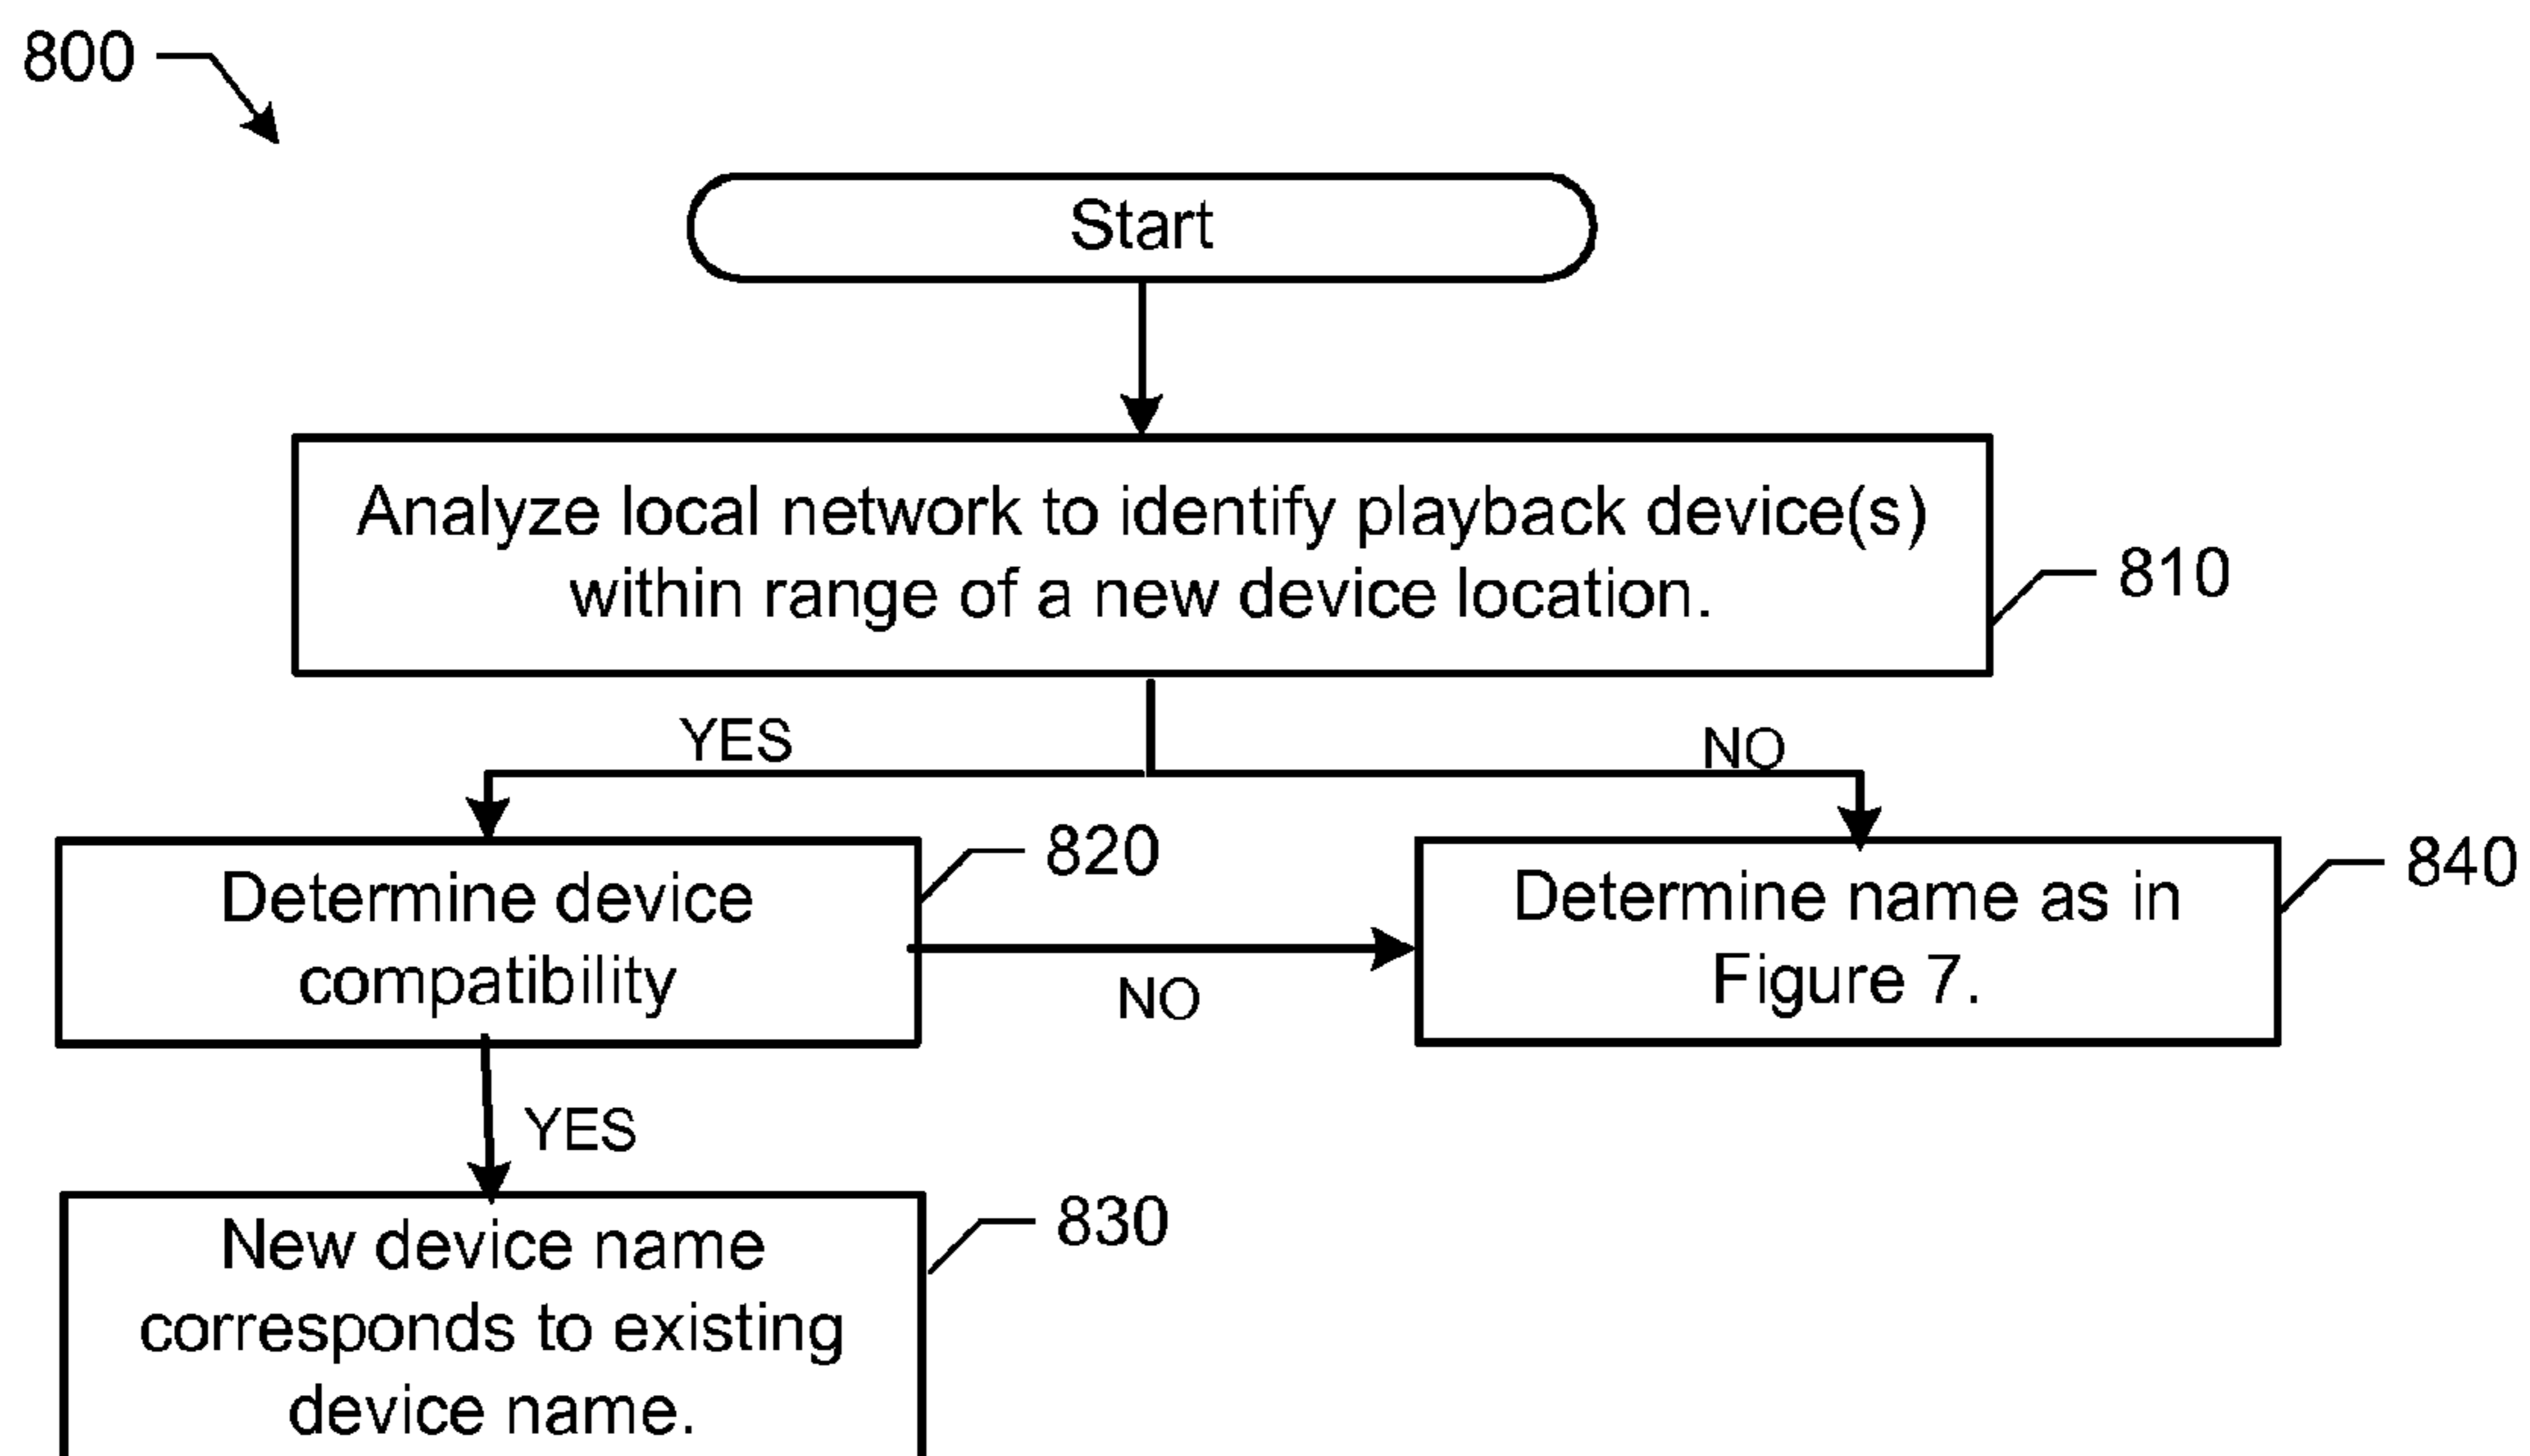 800
Start
Analyze local network to identify playback device(s)
within range of a new device location.
810
YES
NO
Determine device
compatibility
820
NO
Determine name as in
Figure 7.
840
YES
New device name
corresponds to existing
device name.
830